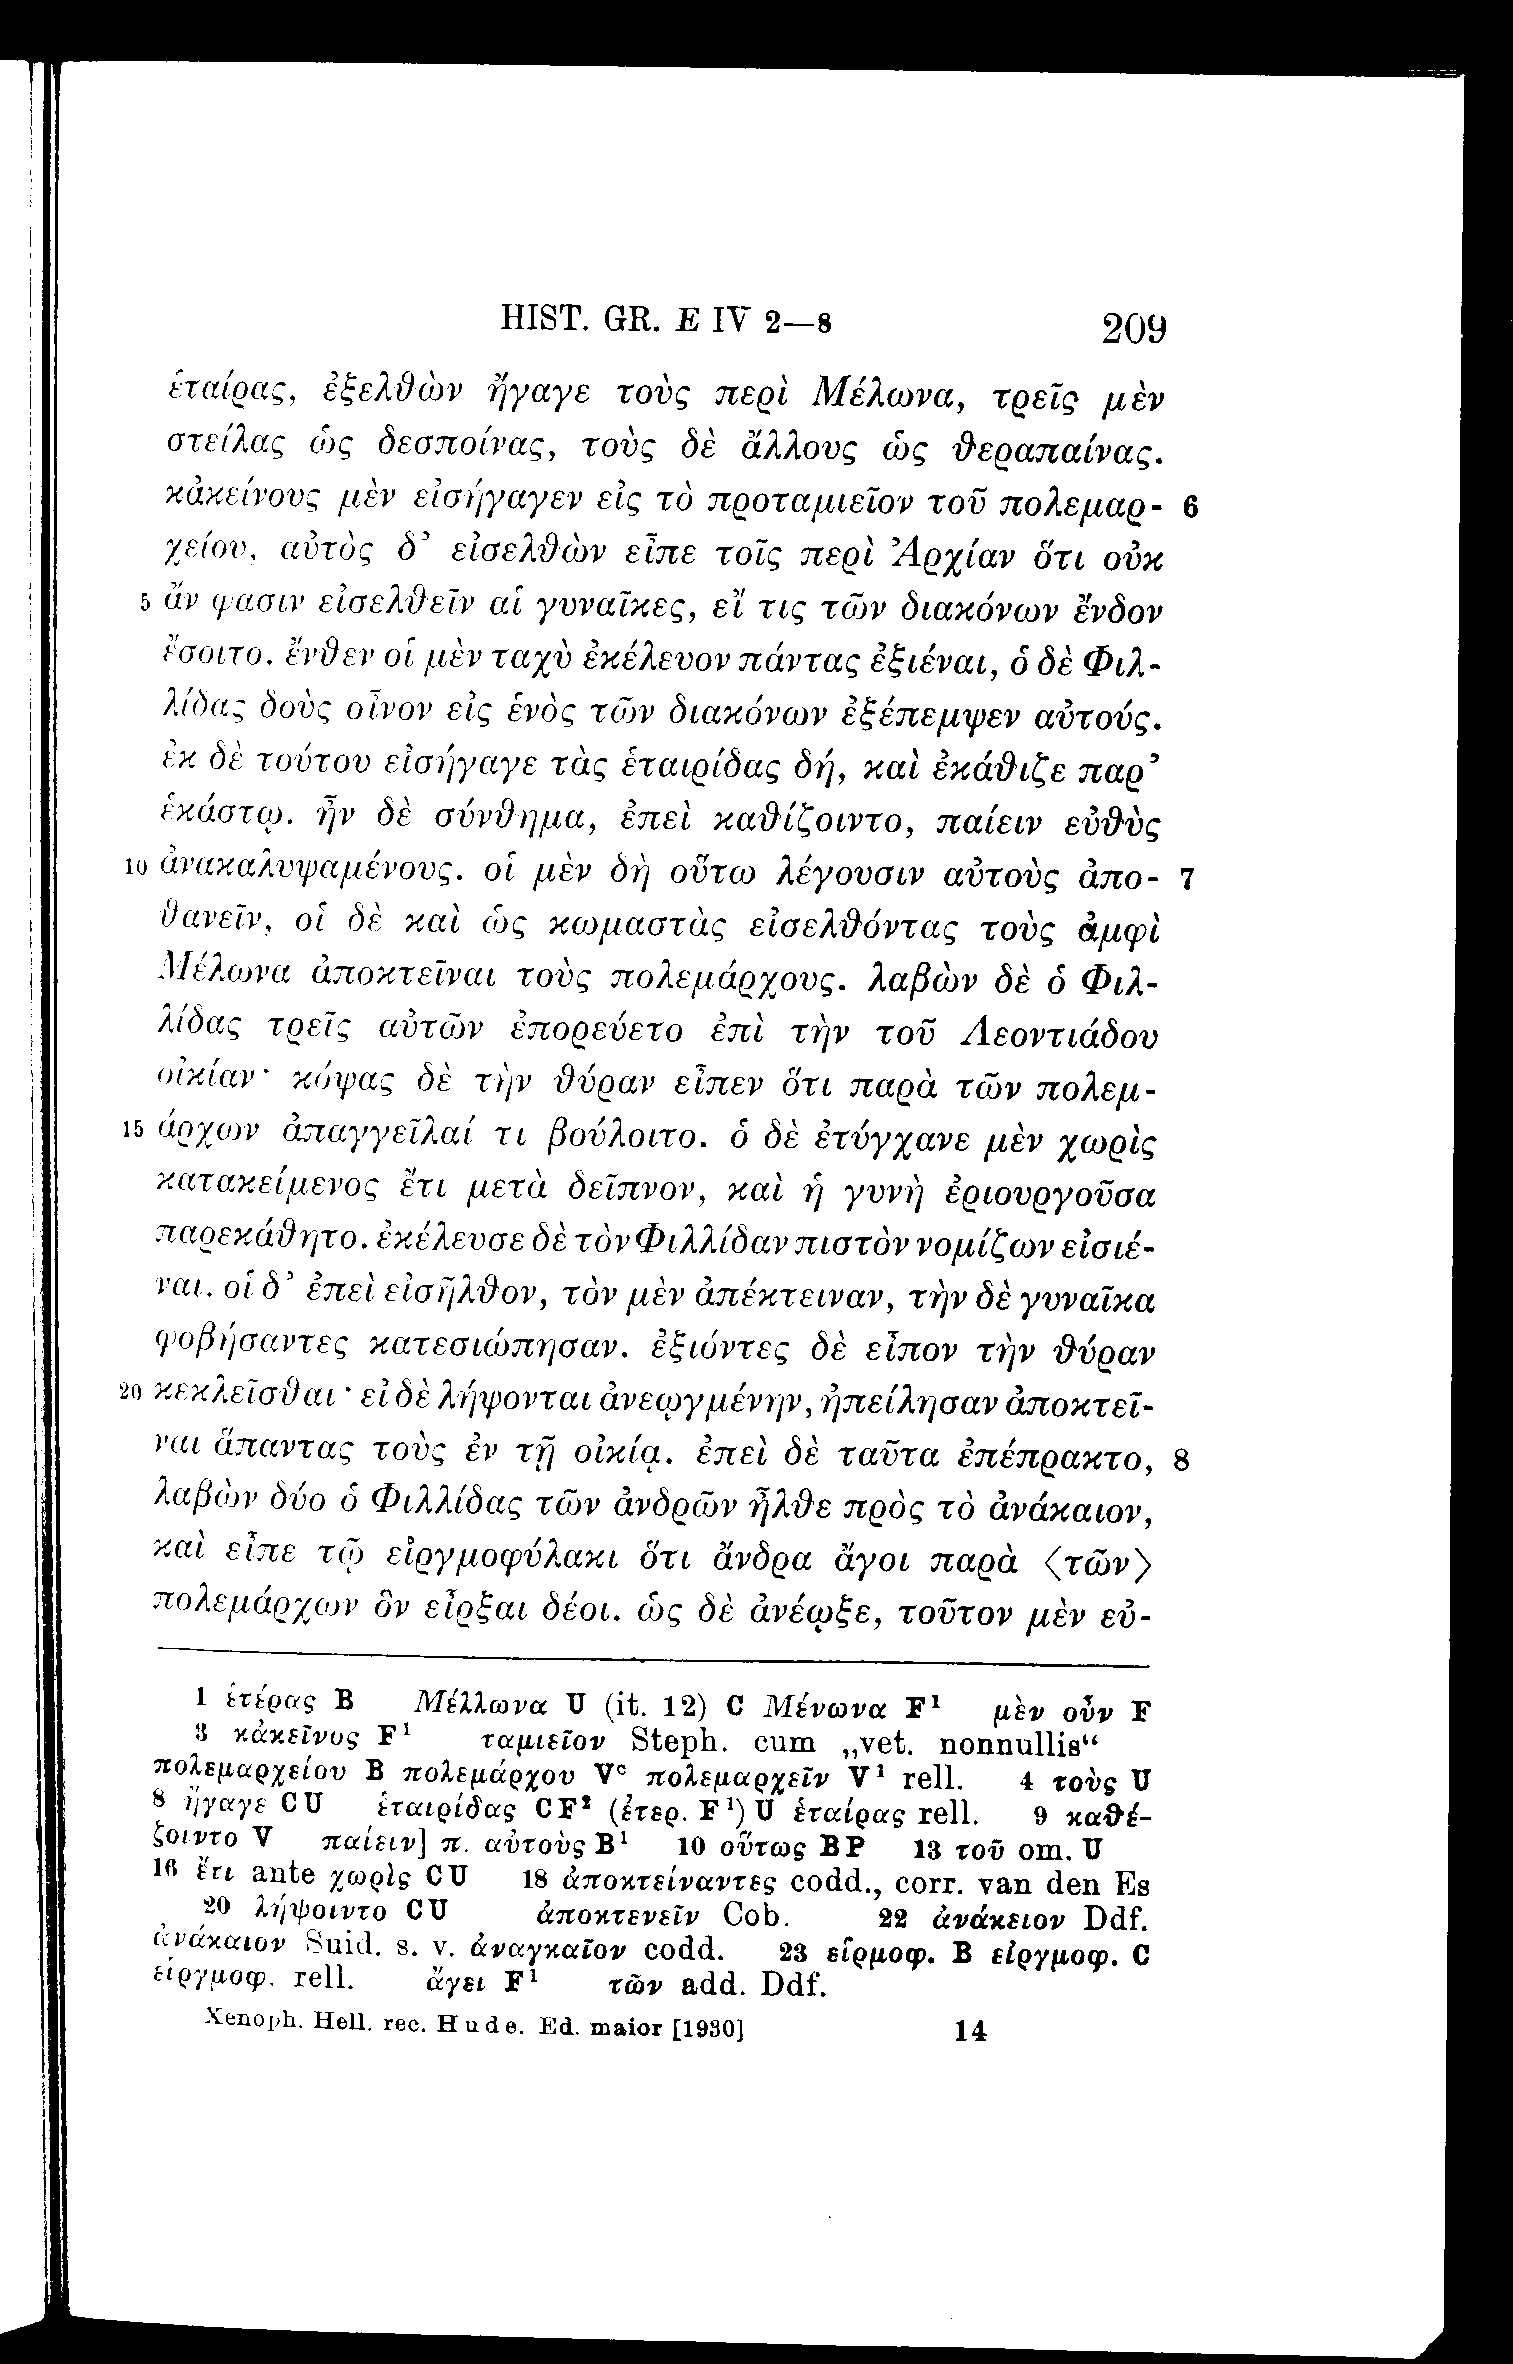 HIST. GR. E IV 2—8 209
ἑταίρας, ἐξελθὼν ἤγαγε τοὺς περὶ Μέλωνα, τρεῖς μὲν
στείλας ὡς δεσποίνας, τοὺς δὲ ἄλλους ὡς θεραπαίνας.
κἀκείνους μὲν εἰσήγαγεν εἰς τὸ προταμιεῖον τοῦ πολεμαρ- 6
χείου, αὐτὸς δ’ εἰσελθὼν εἶπε τοῖς περὶ Ἀρχίαν ὅτι οὐκ
5 ἄν φασιν εἰσελθεῖν αἱ γυναῖκες, εἴ τις τῶν διακόνων ἔνδον
ἔσοιτο. ἔνθεν οἱ μὲν ταχὺ ἐκέλευον πάντας ἐξιέναι, ὁ δὲ Φιλ-
λίδας δοὺς οἶνον εἰς ἑνὸς τῶν διακόνων ἐξέπεμψεν αὐτούς.
ἐκ δὲ τούτου εἰσήγαγε τὰς ἑταιρίδας δή, καὶ ἐκάθιζε παρ’
ἑκάστῳ. ἦν δὲ σύνθημα, ἐπεὶ καθίζοιντο, παίειν εὐθὺς
10 ἀνακαλυψαμένους. οἱ μὲν δὴ οὕτω λέγουσιν αὐτοὺς ἀπο- 7
θανεῖν, οἱ δὲ καὶ ὡς κωμαστὰς εἰσελθόντας τοὺς ἀμφὶ
Μέλωνα ἀποκτεῖναι τοὺς πολεμάρχους. λαβὼν δὲ ὁ Φιλ-
λίδας τρεῖς αὐτῶν ἐπορεύετο ἐπὶ τὴν τοῦ Λεοντιάδου
οἰκίαν· κόψας δὲ τὴν θύραν εἶπεν ὅτι παρὰ τῶν πολεμ-
15 άρχων ἀπαγγεῖλαί τι βούλοιτο. ὁ δὲ ἐτύγχανε μὲν χωρὶς
κατακείμενος ἔτι μετὰ δεῖπνον, καὶ ἡ γυνὴ ἐριουργοῦσα
παρεκάθητο. ἐκέλευσε δὲ τὸν Φιλλίδαν πιστὸν νομίζων εἰσιέ-
ναι. οἱ δ’ ἐπεὶ εἰσῆλθον, τὸν μὲν ἀπέκτειναν, τὴν δὲ γυναῖκα
φοβήσαντες κατεσιώπησαν. ἐξιόντες δὲ εἶπον τὴν θύραν
20 κεκλεῖσθαι· εἰ δὲ λήψονται ἀνεῳγμένην, ἠπείλησαν ἀποκτεῖ-
ναι ἅπαντας τοὺς ἐν τῇ οἰκίᾳ. ἐπεὶ δὲ ταῦτα ἐπέπρακτο, 8
λαβὼν δύο ὁ Φιλλίδας τῶν ἀνδρῶν ἦλθε πρὸς τὸ ἀνάκαιον,
καὶ εἶπε τῷ εἱργμοφύλακι ὅτι ἄνδρα ἄγοι παρὰ ⟨τῶν⟩
πολεμάρχων ὃν εἶρξαι δέοι. ὡς δὲ ἀνέῳξε, τοῦτον μὲν εὐ-
1 ἑτέρας B Μέλλωνα U (it. 12) C Μένωνα F¹ μὲν οὖν F
3 κἀκεῖνος F¹ ταμιεῖον Steph. cum „vet. nonnullis“
πολεμαρχείου B πολεμάρχου Vᶜ πολεμαρχεῖν V¹ rell. 4 τοὺς U
8 ἤγαγε CU ἑταιρίδας CF² (ἑτερ. F¹) U ἑταίρας rell. 9 καθέ-
ζοιντο V παίειν] π. αὐτοὺς B¹ 10 οὕτως BP 13 τοῦ om. U
16 ἔτι ante χωρὶς CU 18 ἀποκτείναντες codd., corr. van den Es
20 λήψοιντο CU ἀποκτενεῖν Cob. 22 ἀνάκειον Ddf.
ἀνάκαιον Suid. s. v. ἀναγκαῖον codd. 23 εἱρμοφ. B εἰργμοφ. C
εἱργμοφ. rell. ἄγει F¹ τῶν add. Ddf.
Xenoph. Hell. rec. Hude. Ed. maior [1930] 14